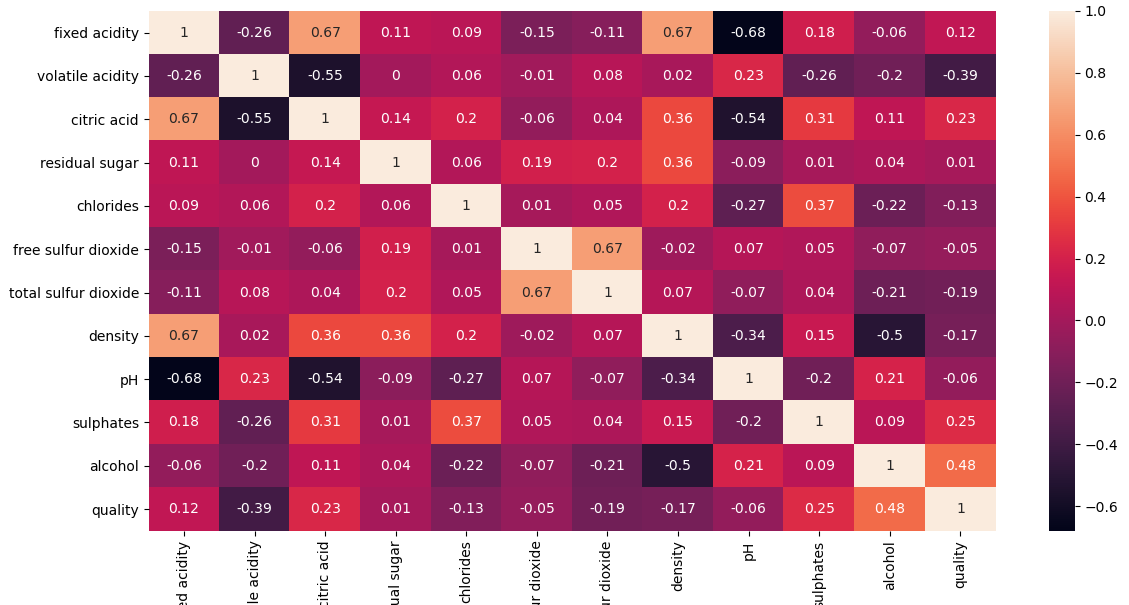 fixed acidity 1 -0.26 0.67 0.11 0.09 -0.15 -0.11 0.67 -0.68 0.18 -0.06 0.12
volatile acidity -0.26 1 -0.55 0 0.06 -0.01 0.08 0.02 0.23 -0.26 -0.2 -0.39
citric acid 0.67 -0.55 1 0.14 0.2 -0.06 0.04 0.36 -0.54 0.31 0.11 0.23
residual sugar 0.11 0 0.14 1 0.06 0.19 0.2 0.36 -0.09 0.01 0.04 0.01
chlorides 0.09 0.06 0.2 0.06 1 0.01 0.05 0.2 -0.27 0.37 -0.22 -0.13
free sulfur dioxide -0.15 -0.01 -0.06 0.19 0.01 1 0.67 -0.02 0.07 0.05 -0.07 -0.05
total sulfur dioxide -0.11 0.08 0.04 0.2 0.05 0.67 1 0.07 -0.07 0.04 -0.21 -0.19
density 0.67 0.02 0.36 0.36 0.2 -0.02 0.07 1 -0.34 0.15 -0.5 -0.17
pH -0.68 0.23 -0.54 -0.09 -0.27 0.07 -0.07 -0.34 1 -0.2 0.21 -0.06
sulphates 0.18 -0.26 0.31 0.01 0.37 0.05 0.04 0.15 -0.2 1 0.09 0.25
alcohol -0.06 -0.2 0.11 0.04 -0.22 -0.07 -0.21 -0.5 0.21 0.09 1 0.48
quality 0.12 -0.39 0.23 0.01 -0.13 -0.05 -0.19 -0.17 -0.06 0.25 0.48 1
ed acidity
le acidity
citric acid
ual sugar
chlorides
ur dioxide
ur dioxide
density
pH
sulphates
alcohol
quality
1.0
0.8
0.6
0.4
0.2
0.0
−0.2
−0.4
−0.6